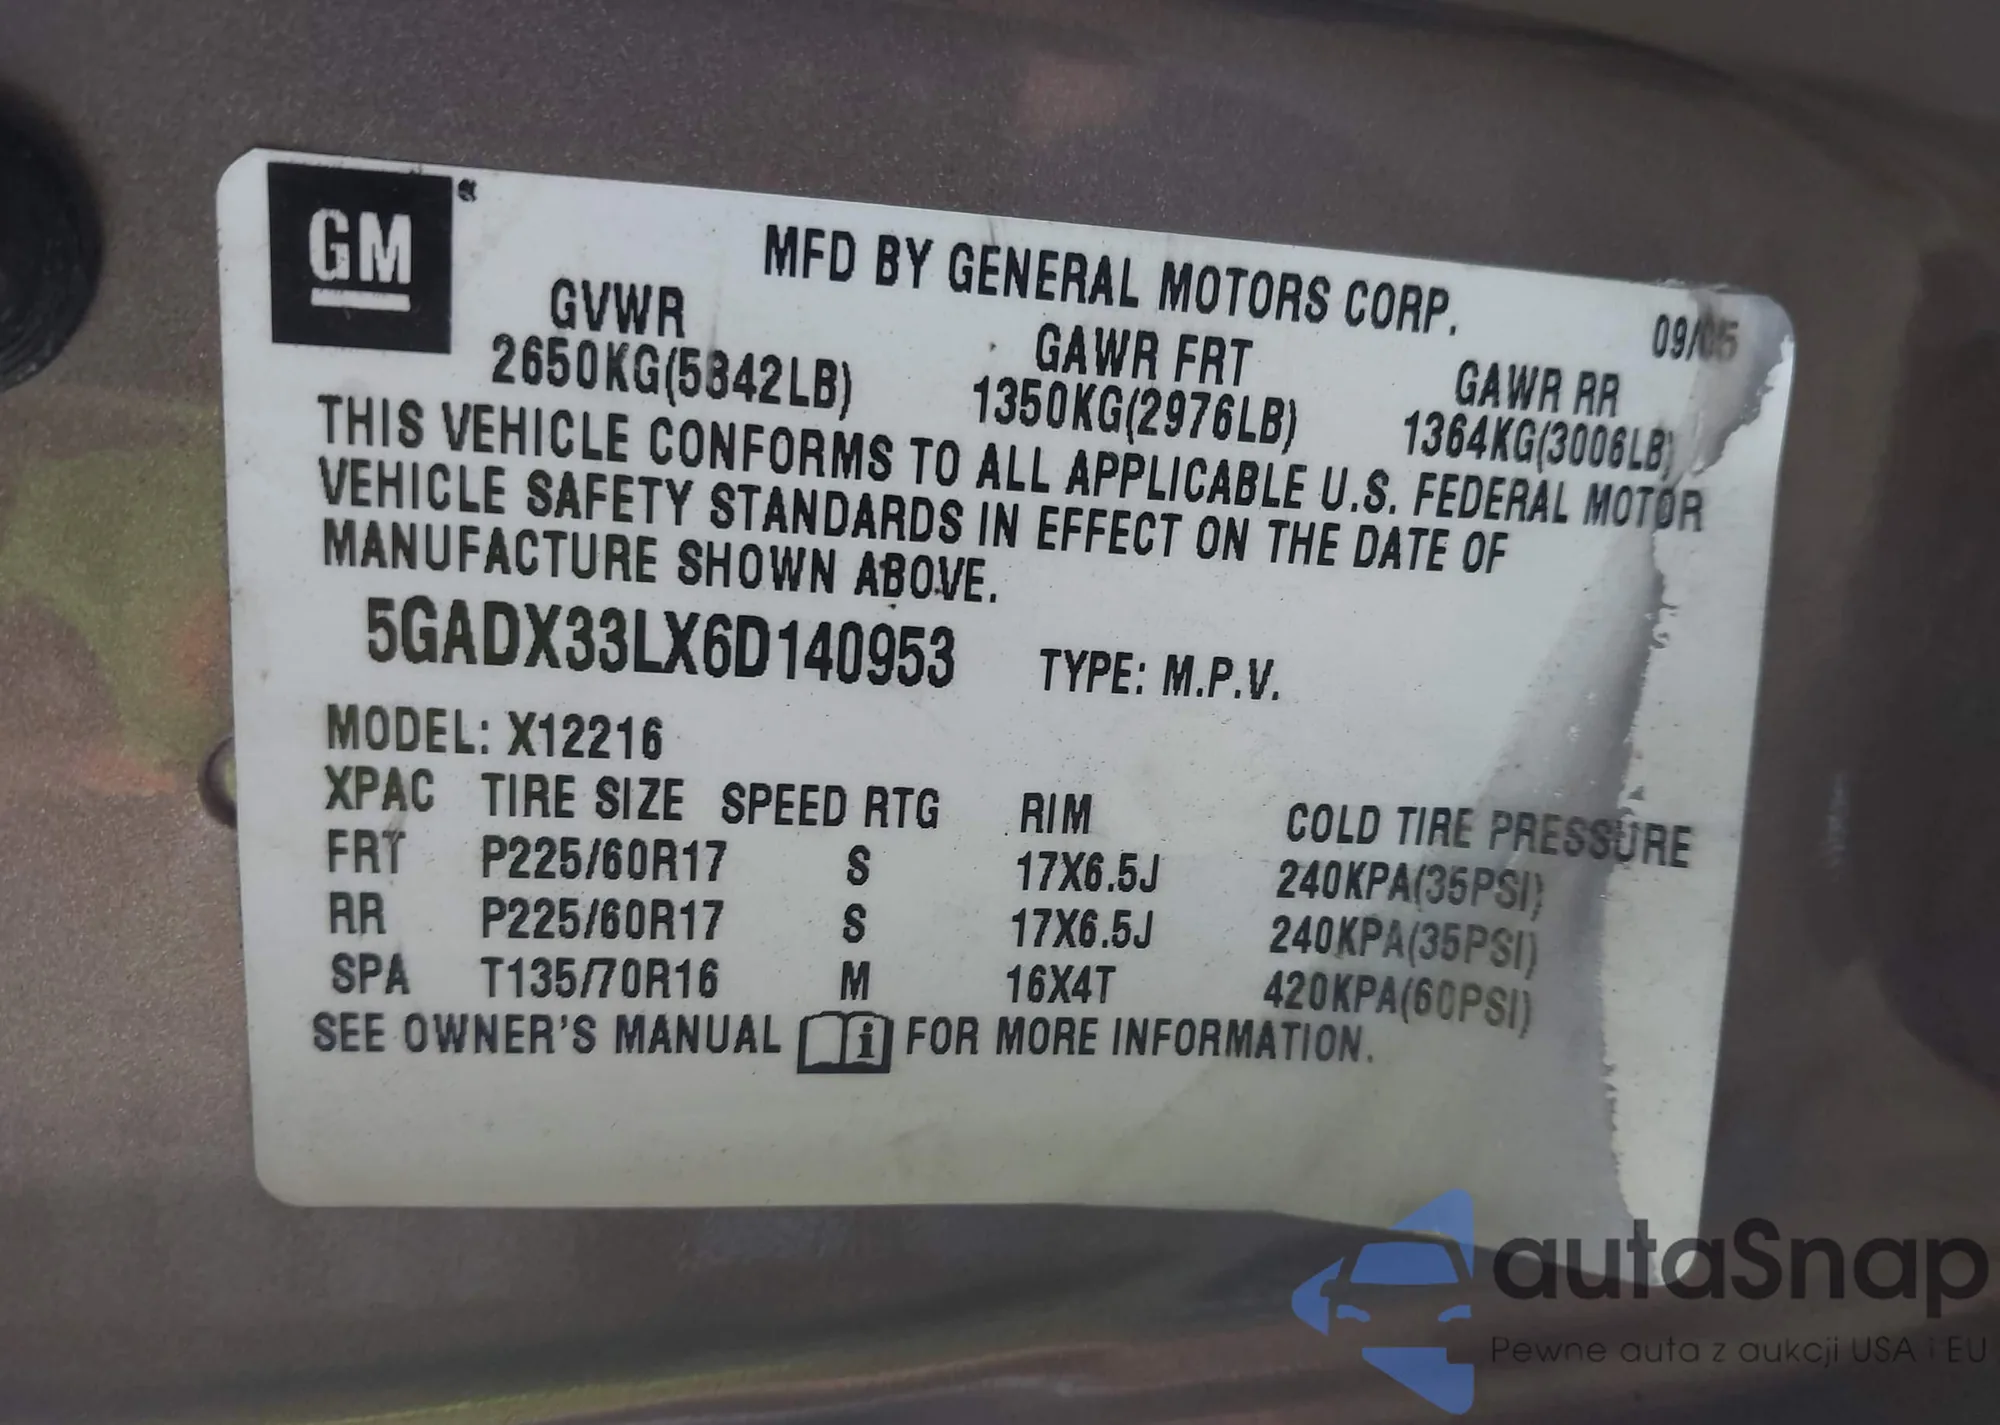 GM
MFD BY GENERAL MOTORS CORP.
09/05
GVWR GAWR FRT GAWR RR
2650KG(5842LB) 1350KG(2976LB) 1364KG(3006LB)
THIS VEHICLE CONFORMS TO ALL APPLICABLE U.S. FEDERAL MOTOR
VEHICLE SAFETY STANDARDS IN EFFECT ON THE DATE OF
MANUFACTURE SHOWN ABOVE.
5GADX33LX6D140953 TYPE: M.P.V.
MODEL: X12216
XPAC TIRE SIZE SPEED RTG RIM COLD TIRE PRESSURE
FRT P225/60R17 S 17X6.5J 240KPA(35PSI)
RR P225/60R17 S 17X6.5J 240KPA(35PSI)
SPA T135/70R16 M 16X4T 420KPA(60PSI)
SEE OWNER'S MANUAL i FOR MORE INFORMATION.
autaSnap
Pewne auta z aukcji USA i EU